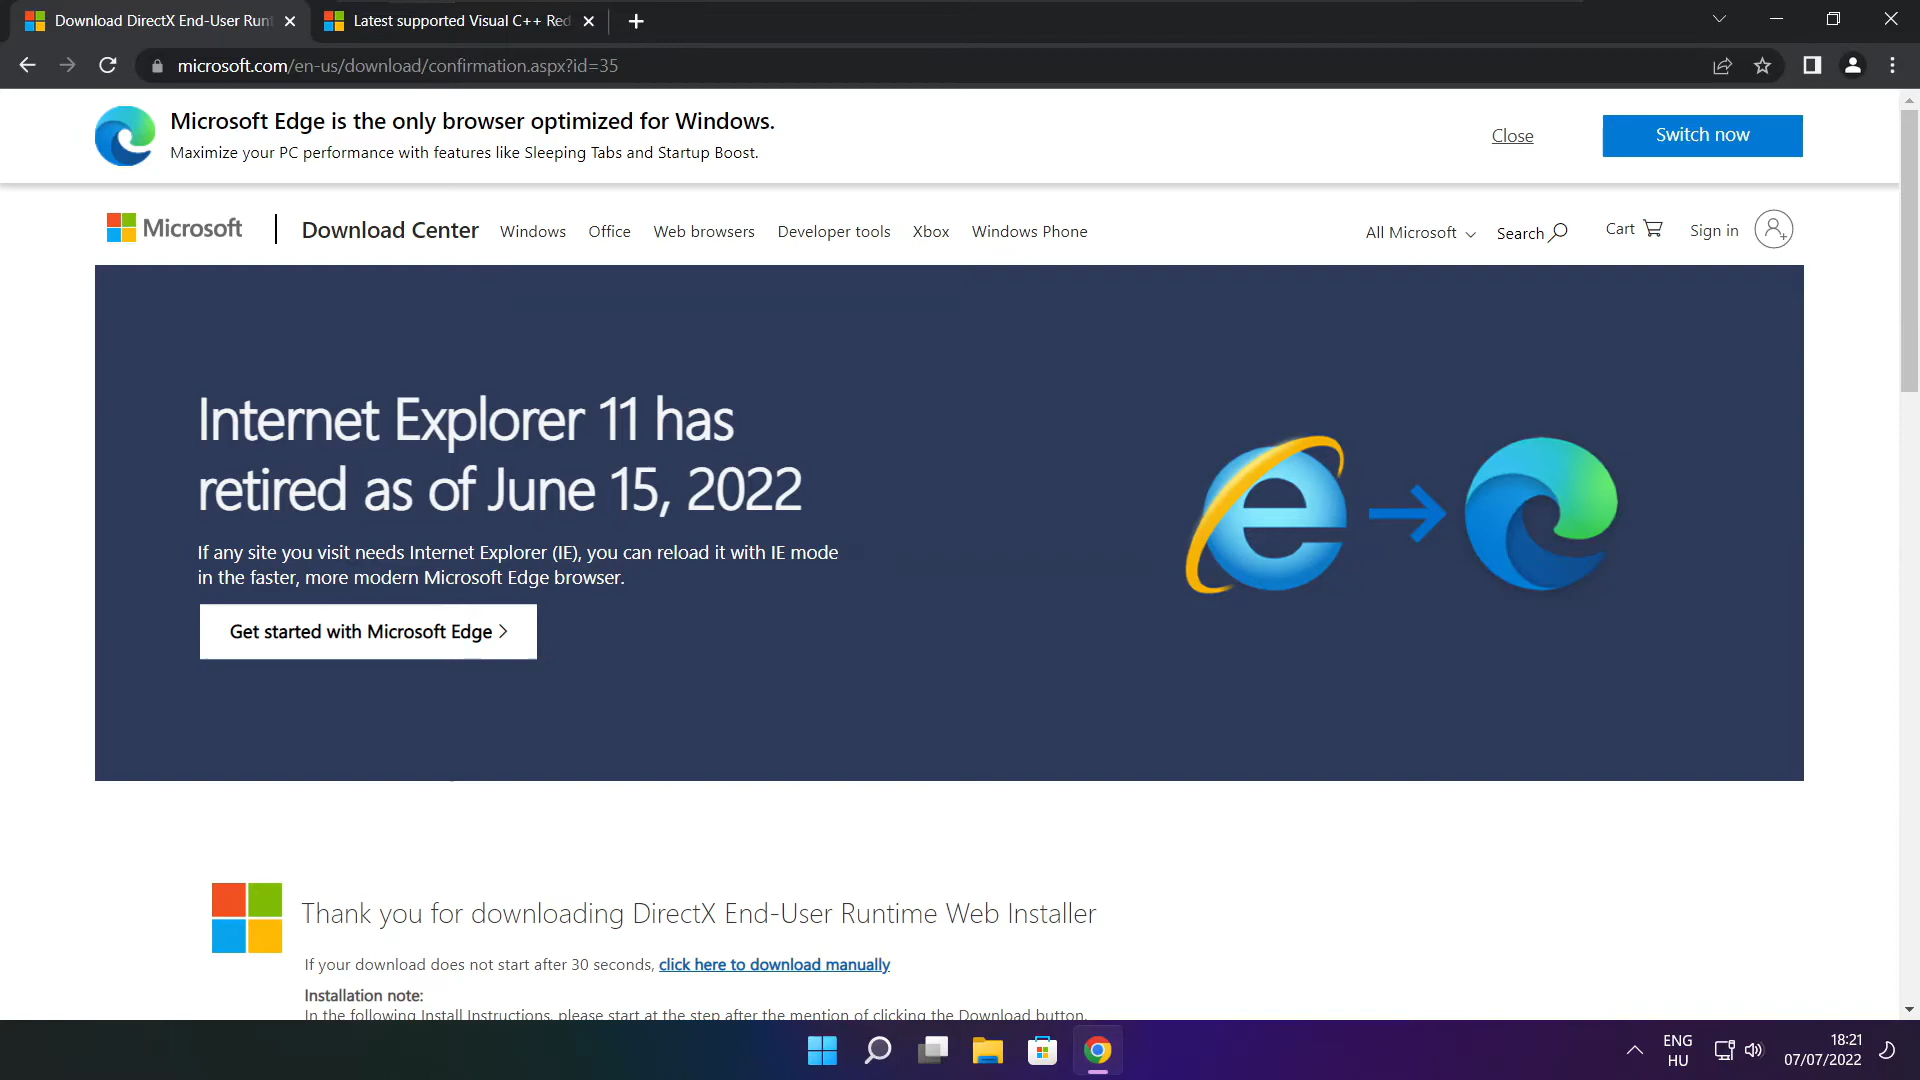 Download DirectX End-User Run
Latest supported Visual C++ Red
microsoft.com/en-us/download/confirmation.aspx?id=35
Microsoft Edge is the only browser optimized for Windows.
Maximize your PC performance with features like Sleeping Tabs and Startup Boost.
Close
Switch now
Microsoft
Download Center
Windows
Office
Web browsers
Developer tools
Xbox
Windows Phone
All Microsoft
Search
Cart
Sign in
Internet Explorer 11 has
retired as of June 15, 2022
If any site you visit needs Internet Explorer (IE), you can reload it with IE mode
in the faster, more modern Microsoft Edge browser.
Get started with Microsoft Edge >
Thank you for downloading DirectX End-User Runtime Web Installer
If your download does not start after 30 seconds, click here to download manually
Installation note:
In the following Install Instructions, please start at the step after the mention of clicking the Download button.
ENG
HU
18:21
07/07/2022